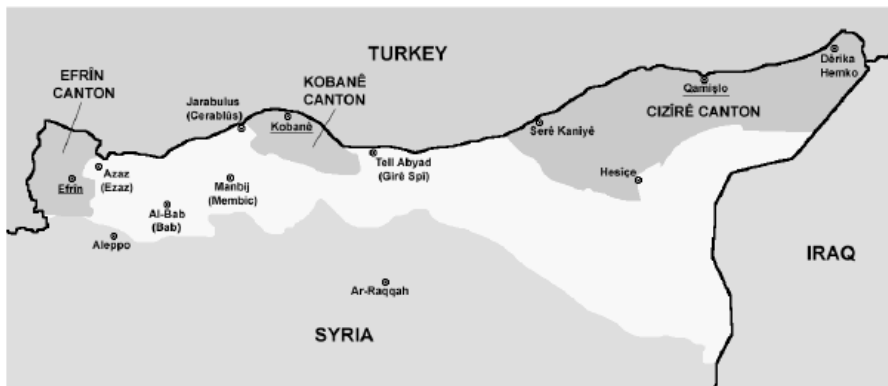 TURKEY
EFRÎN
CANTON
KOBANÊ
CANTON
Jarabulus
(Cerablûs)
Kobanê
Dêrika
Hemko
Qamişlo
CIZÎRÊ CANTON
Serê Kaniyê
Tell Abyad
(Girê Spî)
Azaz
(Ezaz)
Efrîn
Manbij
(Membic)
Hesiçe
Al-Bab
(Bab)
Aleppo
IRAQ
Ar-Raqqah
SYRIA